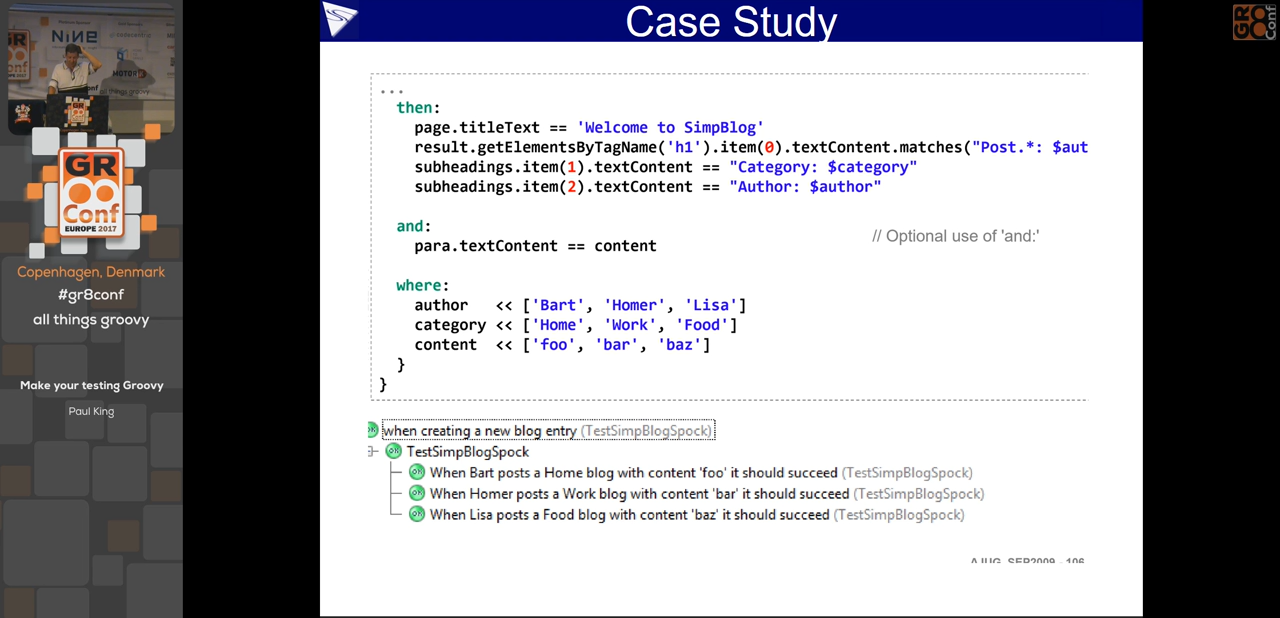 NINE
GR
Conf
EUROPE 2017
Copenhagen, Denmark
#gr8conf
all things groovy
Make your testing Groovy
Paul King
Case Study
...
then:
page.titleText == 'Welcome to SimpBlog'
result.getElementsByTagName('h1').item(0).textContent.matches("Post.*: $aut
subheadings.item(1).textContent == "Category: $category"
subheadings.item(2).textContent == "Author: $author"
and:
para.textContent == content // Optional use of 'and:'
where:
author << ['Bart', 'Homer', 'Lisa']
category << ['Home', 'Work', 'Food']
content << ['foo', 'bar', 'baz']
}
}
when creating a new blog entry (TestSimpBlogSpock)
TestSimpBlogSpock
When Bart posts a Home blog with content 'foo' it should succeed (TestSimpBlogSpock)
When Homer posts a Work blog with content 'bar' it should succeed (TestSimpBlogSpock)
When Lisa posts a Food blog with content 'baz' it should succeed (TestSimpBlogSpock)
AJUG SEP2009 - 106
GR
Conf